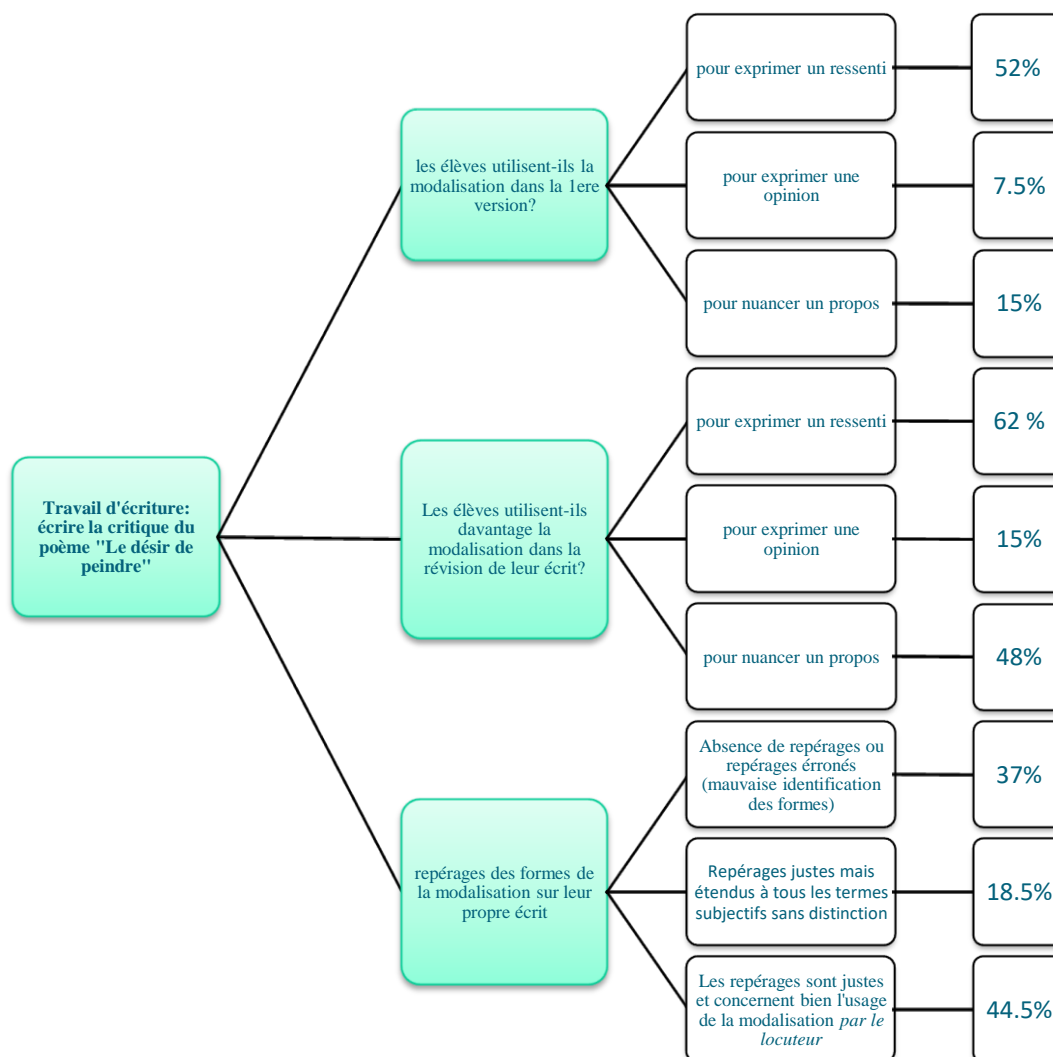 Travail d'écriture:
écrire la critique du
poème "Le désir de
peindre"
les élèves utilisent-ils la
modalisation dans la 1ere
version?
pour exprimer un ressenti
52%
pour exprimer une
opinion
7.5%
pour nuancer un propos
15%
Les élèves utilisent-ils
davantage la
modalisation dans la
révision de leur écrit?
pour exprimer un ressenti
62 %
pour exprimer une
opinion
15%
pour nuancer un propos
48%
repérages des formes de
la modalisation sur leur
propre écrit
Absence de repérages ou
repérages érronés
(mauvaise identification
des formes)
37%
Repérages justes mais
étendus à tous les termes
subjectifs sans distinction
18.5%
Les repérages sont justes
et concernent bien l'usage
de la modalisation par le
locuteur
44.5%